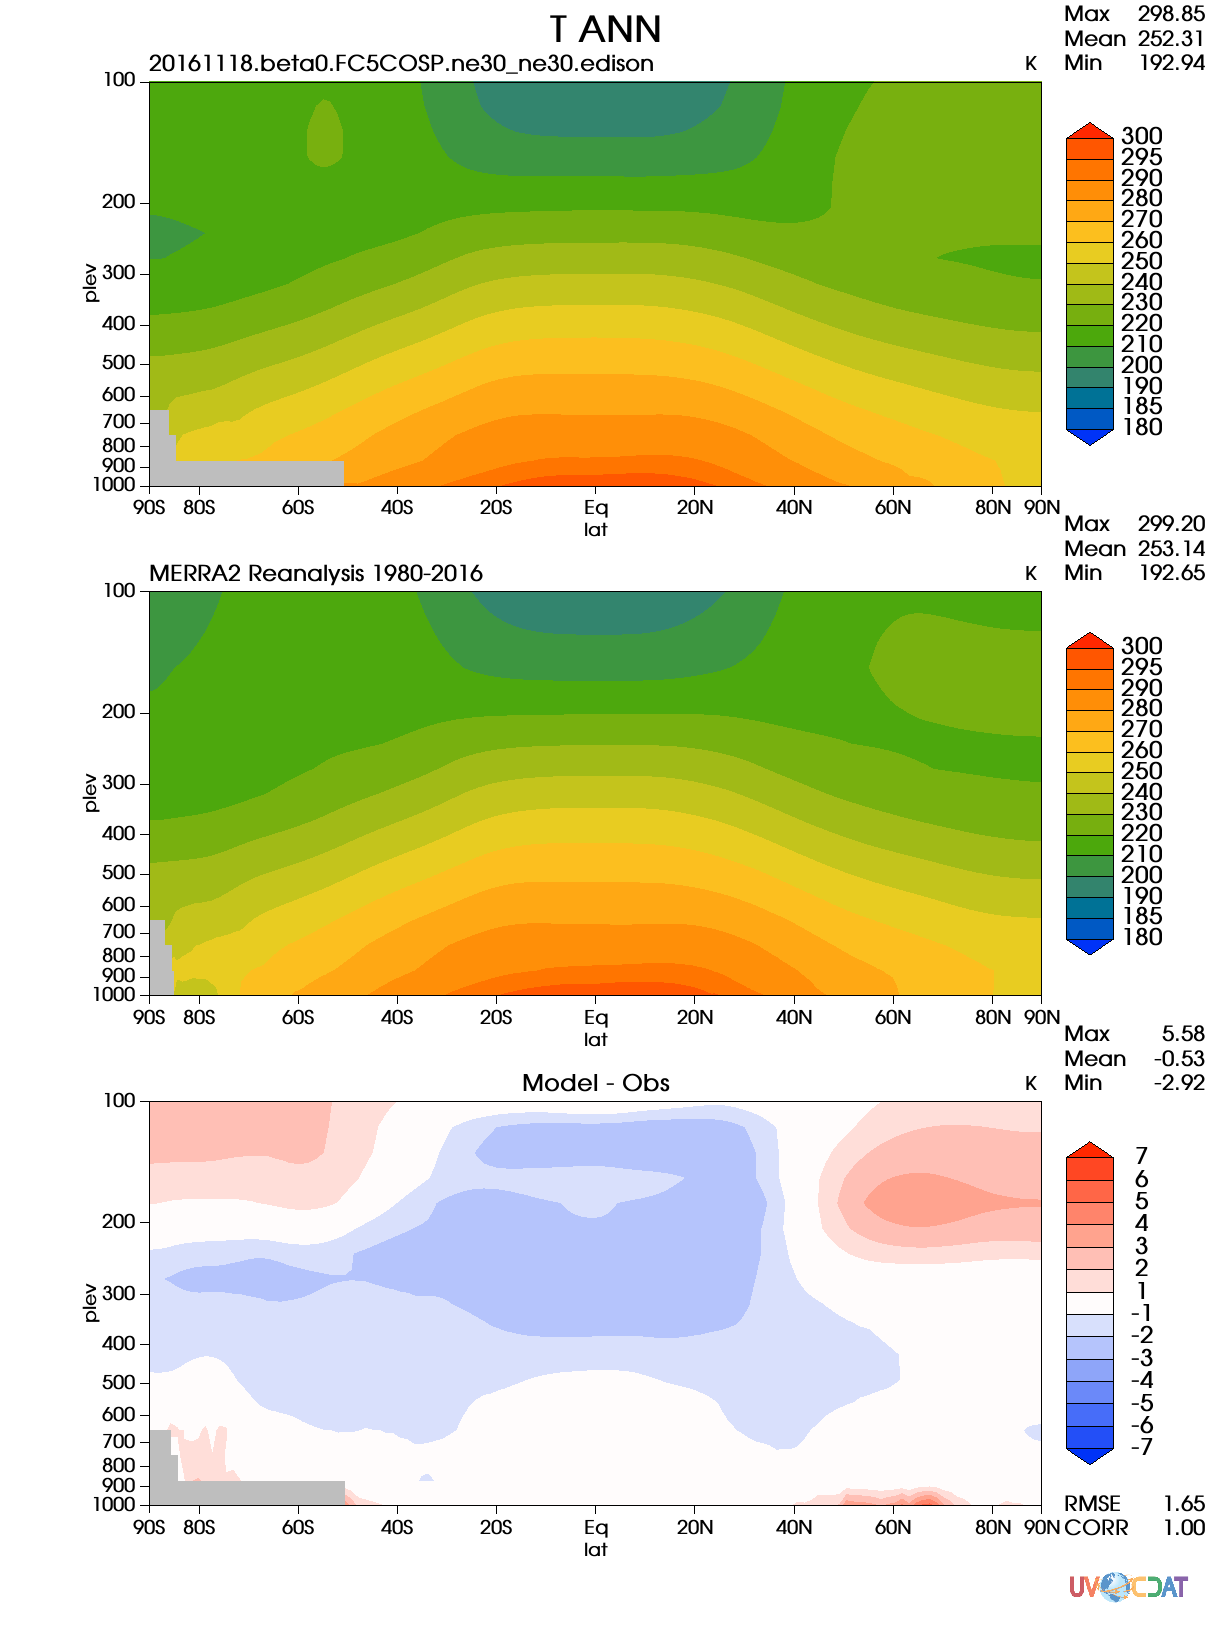 T ANN
20161118.beta0.FC5COSP.ne30_ne30.edison
K
Max 298.85
Mean 252.31
Min 192.94
100
200
300
400
500
600
700
800
900
1000
plev
90S 80S 60S 40S 20S Eq 20N 40N 60N 80N 90N
lat
300
295
290
280
270
260
250
240
230
220
210
200
190
185
180
MERRA2 Reanalysis 1980-2016
K
Max 299.20
Mean 253.14
Min 192.65
100
200
300
400
500
600
700
800
900
1000
plev
90S 80S 60S 40S 20S Eq 20N 40N 60N 80N 90N
lat
300
295
290
280
270
260
250
240
230
220
210
200
190
185
180
Model - Obs
K
Max 5.58
Mean -0.53
Min -2.92
100
200
300
400
500
600
700
800
900
1000
plev
90S 80S 60S 40S 20S Eq 20N 40N 60N 80N 90N
lat
7
6
5
4
3
2
1
-1
-2
-3
-4
-5
-6
-7
RMSE 1.65
CORR 1.00
UV CDAT